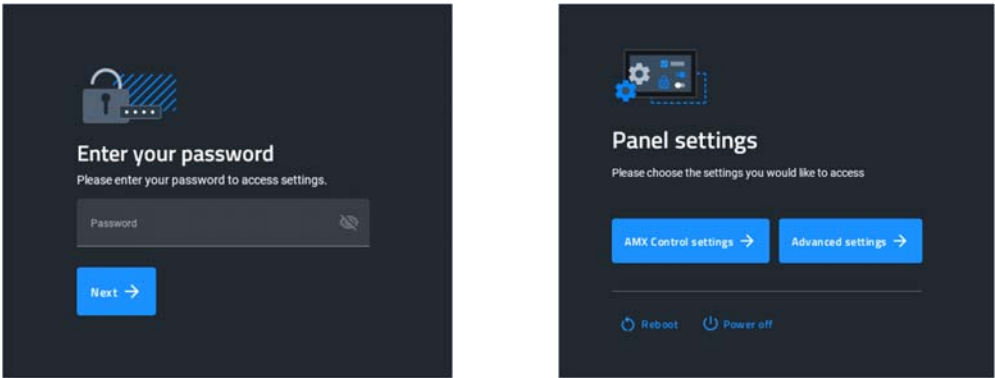 Enter your password
Please enter your password to access settings.
Password
Next
Panel settings
Please choose the settings you would like to access
AMX Control settings
Advanced settings
Reboot
Power off